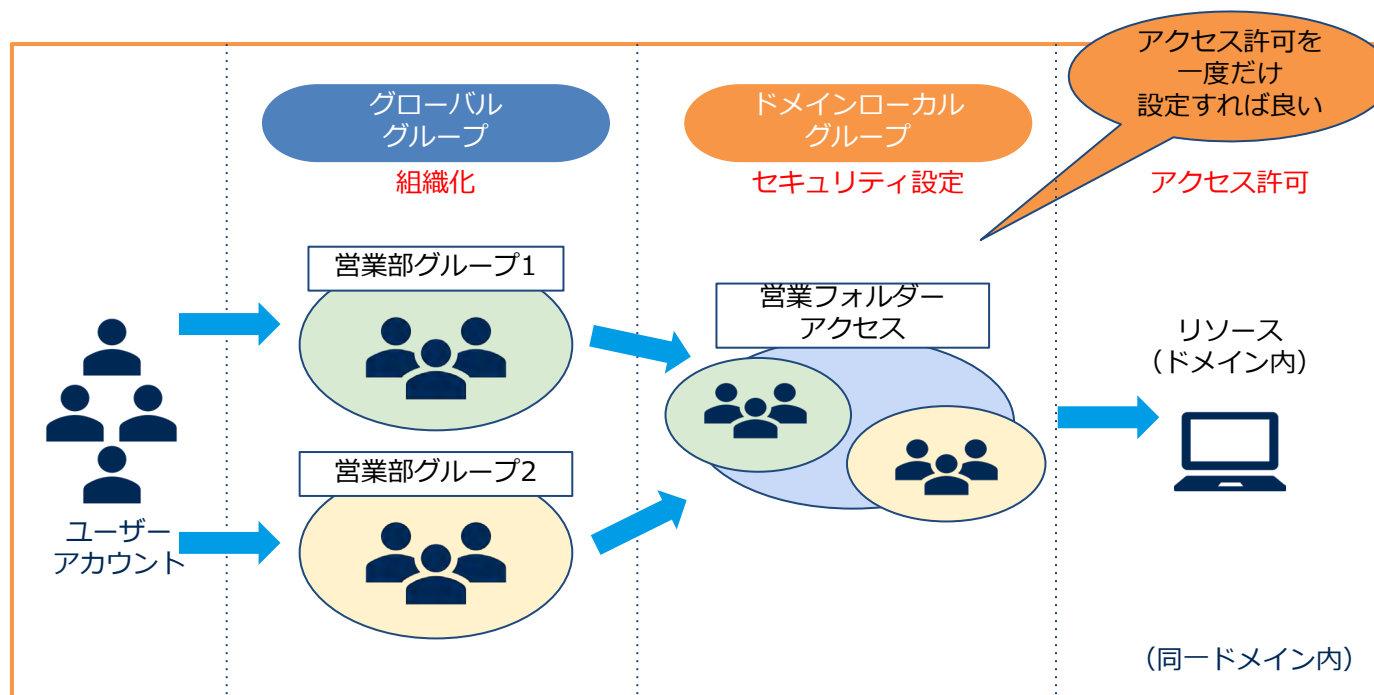 アクセス許可を
一度だけ
設定すれば良い
グローバル
グループ
ドメインローカル
グループ
組織化
セキュリティ設定
アクセス許可
営業部グループ1
営業フォルダー
アクセス
リソース
（ドメイン内）
営業部グループ2
ユーザー
アカウント
（同一ドメイン内）